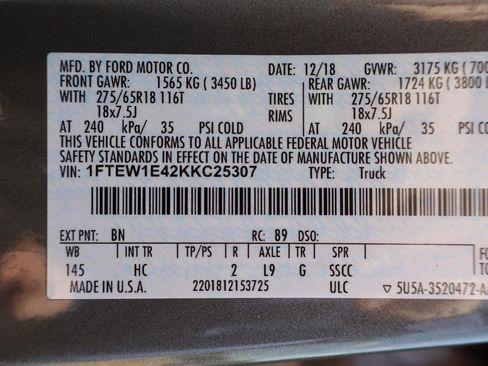 MFD. BY FORD MOTOR CO. DATE: 12/18 GVWR: 3175 KG ( 700
FRONT GAWR: 1565 KG ( 3450 LB) REAR GAWR: 1724 KG ( 3800
WITH 275/65R18 116T TIRES WITH 275/65R18 116T
18x7.5J RIMS 18x7.5J
AT 240 kPa/ 35 PSI COLD AT 240 kPa/ 35 PSI COLD
THIS VEHICLE CONFORMS TO ALL APPLICABLE FEDERAL MOTOR VEHICLE
SAFETY STANDARDS IN EFFECT ON THE DATE OF MANUFACTURE SHOWN ABOVE.
VIN: 1FTEW1E42KKC25307 TYPE: Truck
EXT PNT: BN RC: 89 DSO:
WB INT TR TP/PS R AXLE TR SPR
145 HC 2 L9 G SSCC
MADE IN U.S.A. 2201812153725 ULC ▽ 5U5A-3520472-A